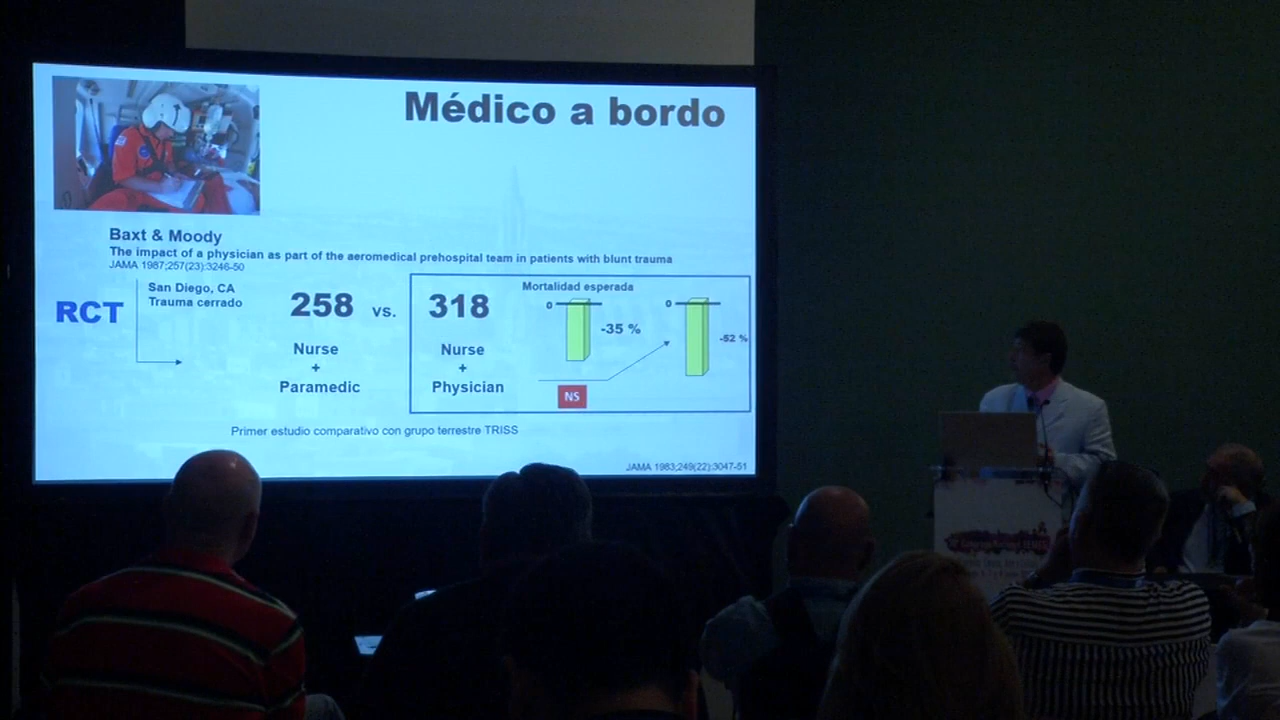 Médico a bordo
Baxt & Moody
The impact of a physician as part of the aeromedical prehospital team in patients with blunt trauma
JAMA 1987;257(23):3246-50
RCT
San Diego, CA
Trauma cerrado
258 vs. 318
Nurse
+
Paramedic
Nurse
+
Physician
Mortalidad esperada
0
-35 %
0
-52 %
NS
Primer estudio comparativo con grupo terrestre TRISS
JAMA 1983;249(22):3047-51